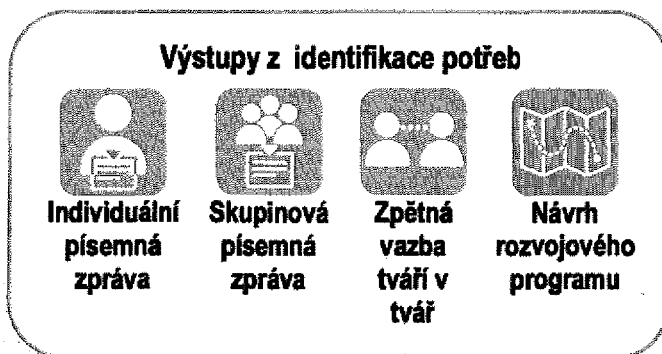 Výstupy z identifikace potřeb
Individuální
písemná
zpráva
Skupinová
písemná
zpráva
Zpětná
vazba
tváří v
tvář
Návrh
rozvojového
programu